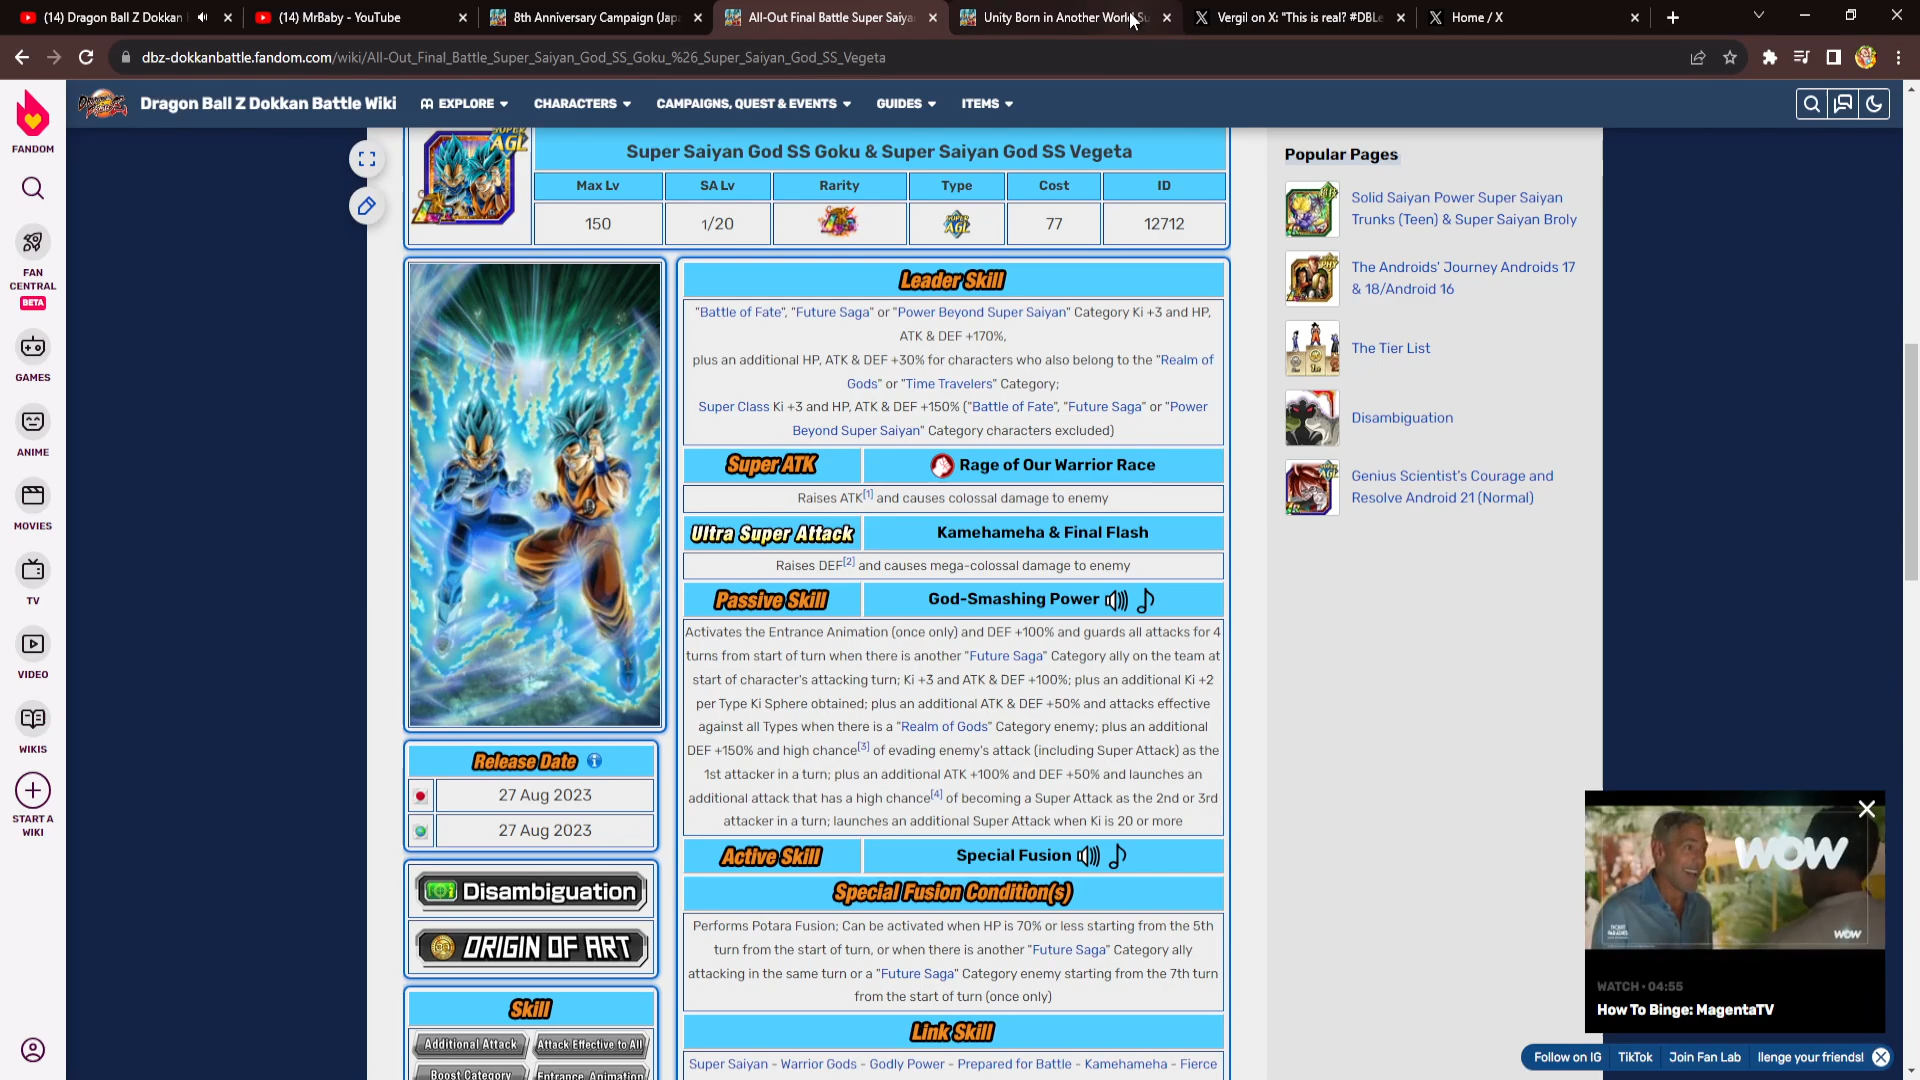 (14) Dragon Ball Z Dokkan
(14) MrBaby - YouTube
8th Anniversary Campaign (Japa
All-Out Final Battle Super Saiya
Unity Born in Another World Su
Vergil on X: "This is real? #DBLe
Home / X
dbz-dokkanbattle.fandom.com/wiki/All-Out_Final_Battle_Super_Saiyan_God_SS_Goku_%26_Super_Saiyan_God_SS_Vegeta
Dragon Ball Z Dokkan Battle Wiki
EXPLORE
CHARACTERS
CAMPAIGNS, QUEST & EVENTS
GUIDES
ITEMS
FANDOM
FAN CENTRAL
BETA
GAMES
ANIME
MOVIES
TV
VIDEO
WIKIS
START A WIKI
SUPER AGL
Super Saiyan God SS Goku & Super Saiyan God SS Vegeta
Max Lv SA Lv Rarity Type Cost ID
150 1/20 SUPER AGL 77 12712
Leader Skill
"Battle of Fate", "Future Saga" or "Power Beyond Super Saiyan" Category Ki +3 and HP,
ATK & DEF +170%,
plus an additional HP, ATK & DEF +30% for characters who also belong to the "Realm of
Gods" or "Time Travelers" Category;
Super Class Ki +3 and HP, ATK & DEF +150% ("Battle of Fate", "Future Saga" or "Power
Beyond Super Saiyan" Category characters excluded)
Super ATK Rage of Our Warrior Race
Raises ATK[1] and causes colossal damage to enemy
Ultra Super Attack Kamehameha & Final Flash
Raises DEF[2] and causes mega-colossal damage to enemy
Passive Skill God-Smashing Power
Activates the Entrance Animation (once only) and DEF +100% and guards all attacks for 4
turns from start of turn when there is another "Future Saga" Category ally on the team at
start of character's attacking turn; Ki +3 and ATK & DEF +100%; plus an additional Ki +2
per Type Ki Sphere obtained; plus an additional ATK & DEF +50% and attacks effective
against all Types when there is a "Realm of Gods" Category enemy; plus an additional
DEF +150% and high chance[3] of evading enemy's attack (including Super Attack) as the
1st attacker in a turn; plus an additional ATK +100% and DEF +50% and launches an
additional attack that has a high chance[4] of becoming a Super Attack as the 2nd or 3rd
attacker in a turn; launches an additional Super Attack when Ki is 20 or more
Active Skill Special Fusion
Special Fusion Condition(s)
Performs Potara Fusion; Can be activated when HP is 70% or less starting from the 5th
turn from the start of turn, or when there is another "Future Saga" Category ally
attacking in the same turn or a "Future Saga" Category enemy starting from the 7th turn
from the start of turn (once only)
Link Skill
Super Saiyan - Warrior Gods - Godly Power - Prepared for Battle - Kamehameha - Fierce
Release Date
27 Aug 2023
27 Aug 2023
Disambiguation
ORIGIN OF ART
Skill
Additional Attack Attack Effective to All
Boost Category Entrance Animation
Popular Pages
Solid Saiyan Power Super Saiyan
Trunks (Teen) & Super Saiyan Broly
The Androids' Journey Androids 17
& 18/Android 16
The Tier List
Disambiguation
Genius Scientist's Courage and
Resolve Android 21 (Normal)
WOW
TICKET PARADIES
WOW
WATCH • 04:55
How To Binge: MagentaTV
Follow on IG
TikTok
Join Fan Lab
llenge your friends!